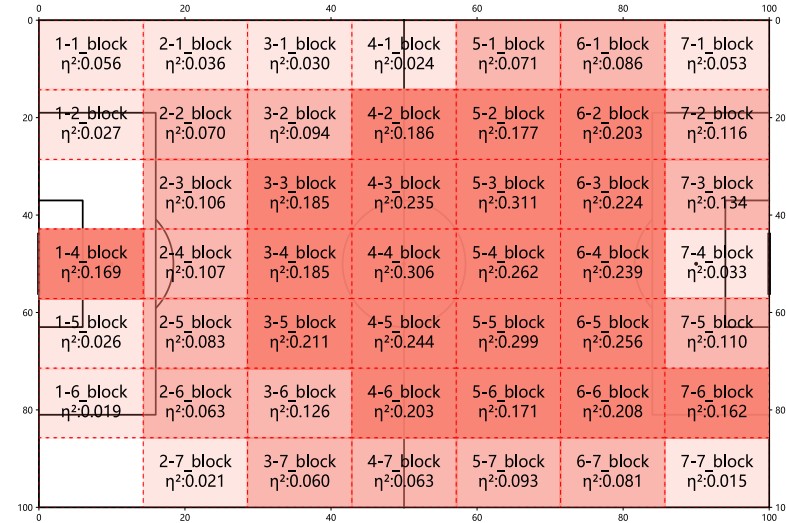 0 20 40 60 80 100
0 0
1-1_block 2-1_block 3-1_block 4-1_block 5-1_block 6-1_block 7-1_block
η²:0.056 η²:0.036 η²:0.030 η²:0.024 η²:0.071 η²:0.086 η²:0.053
20 20
1-2_block 2-2_block 3-2_block 4-2_block 5-2_block 6-2_block 7-2_block
η²:0.027 η²:0.070 η²:0.094 η²:0.186 η²:0.177 η²:0.203 η²:0.116
2-3_block 3-3_block 4-3_block 5-3_block 6-3_block 7-3_block
η²:0.106 η²:0.185 η²:0.235 η²:0.311 η²:0.224 η²:0.134
40 40
1-4_block 2-4_block 3-4_block 4-4_block 5-4_block 6-4_block 7-4_block
η²:0.169 η²:0.107 η²:0.185 η²:0.306 η²:0.262 η²:0.239 η²:0.033
60 60
1-5_block 2-5_block 3-5_block 4-5_block 5-5_block 6-5_block 7-5_block
η²:0.026 η²:0.083 η²:0.211 η²:0.244 η²:0.299 η²:0.256 η²:0.110
1-6_block 2-6_block 3-6_block 4-6_block 5-6_block 6-6_block 7-6_block
80 80
η²:0.019 η²:0.063 η²:0.126 η²:0.203 η²:0.171 η²:0.208 η²:0.162
2-7_block 3-7_block 4-7_block 5-7_block 6-7_block 7-7_block
η²:0.021 η²:0.060 η²:0.063 η²:0.093 η²:0.081 η²:0.015
100 100
0 20 40 60 80 100